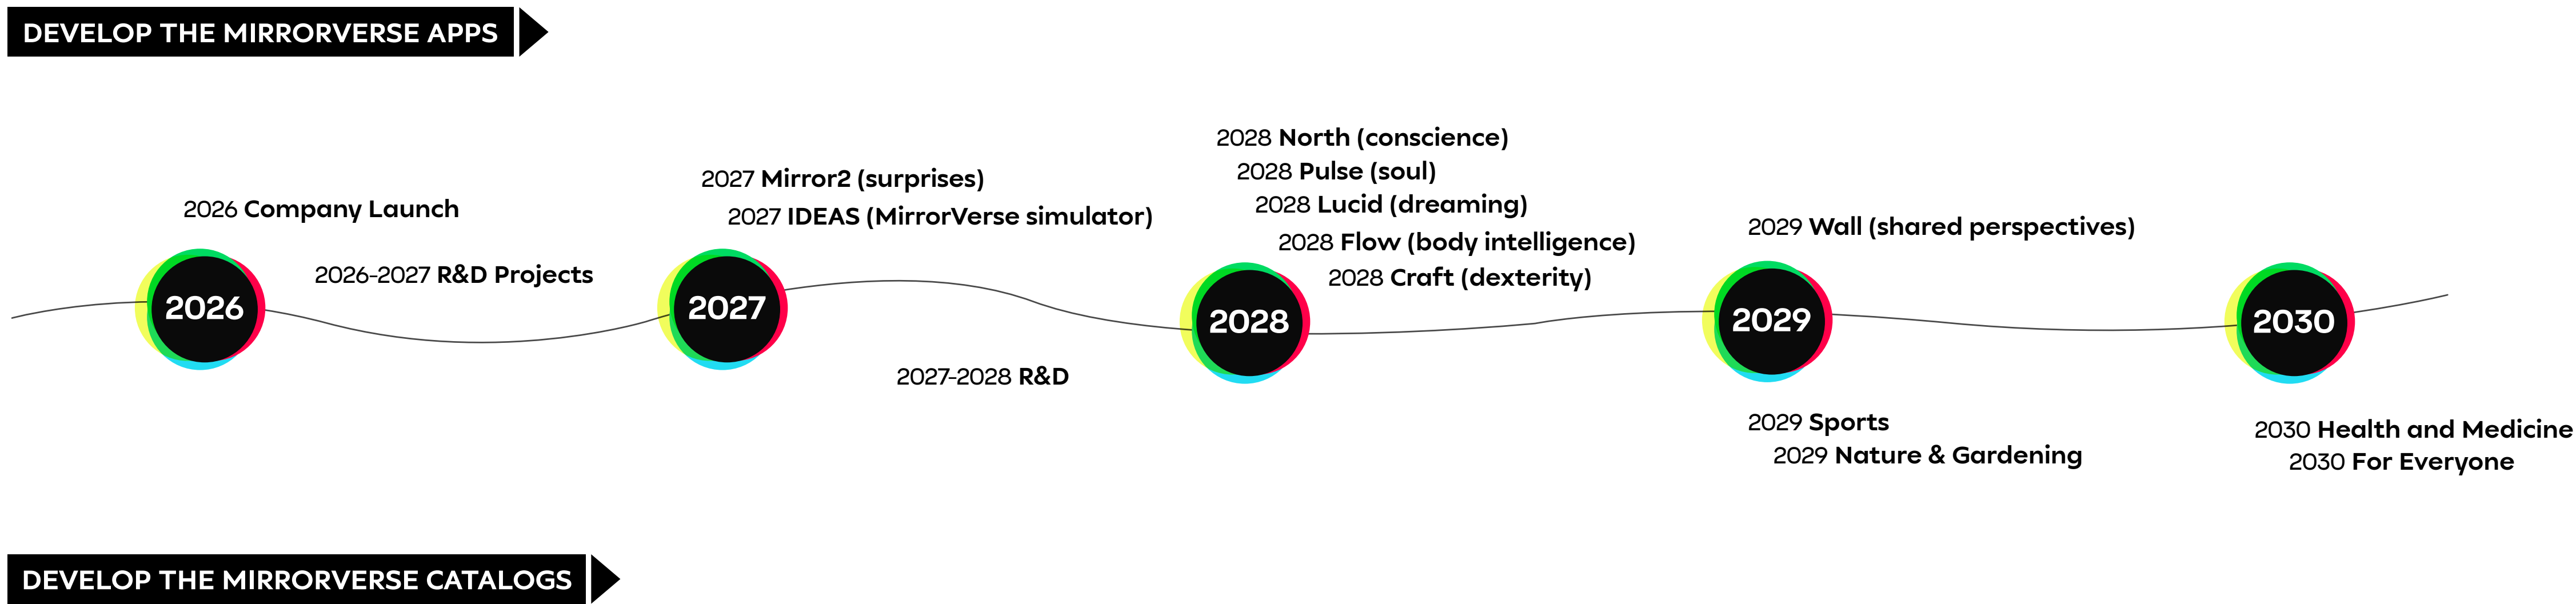 DEVELOP THE MIRRORVERSE APPS
2026 Company Launch
2026-2027 R&D Projects
2026
2027 Mirror2 (surprises)
2027 IDEAS (MirrorVerse simulator)
2027
2027-2028 R&D
2028 North (conscience)
2028 Pulse (soul)
2028 Lucid (dreaming)
2028 Flow (body intelligence)
2028 Craft (dexterity)
2028
2029 Wall (shared perspectives)
2029
2029 Sports
2029 Nature & Gardening
2030
2030 Health and Medicine
2030 For Everyone
DEVELOP THE MIRRORVERSE CATALOGS